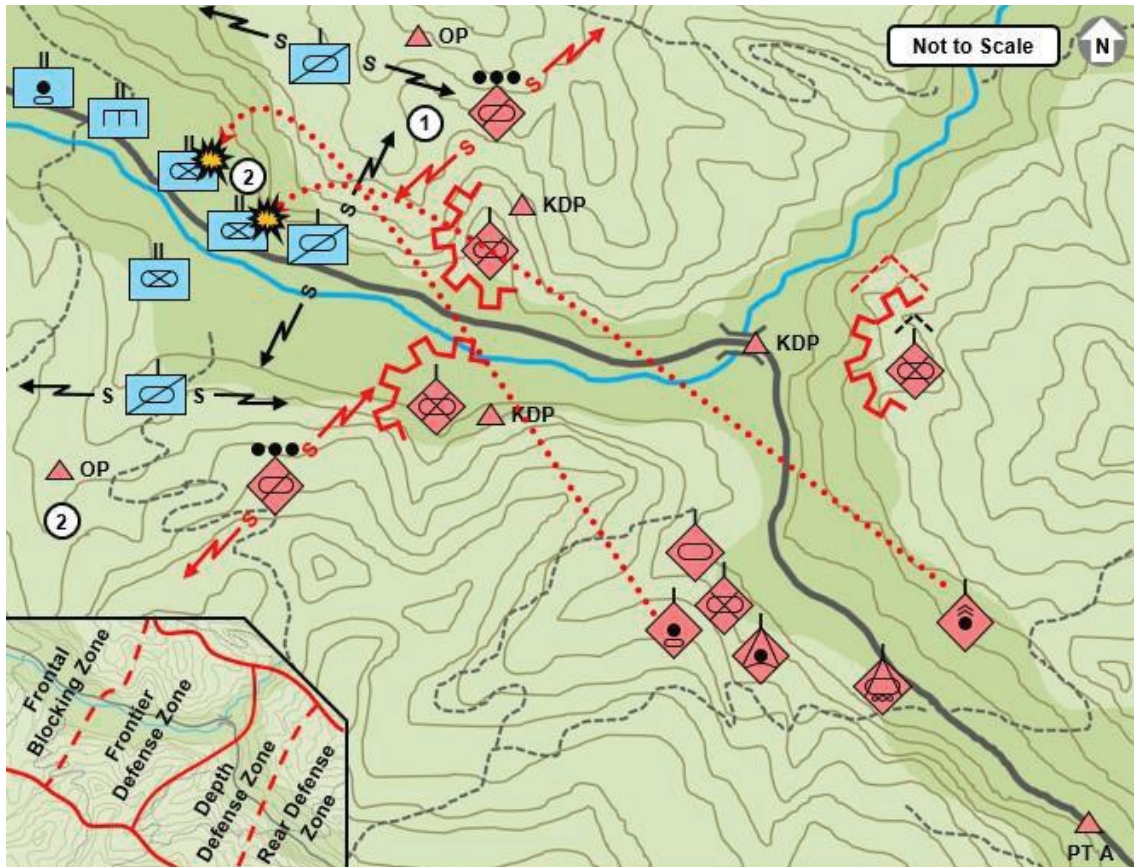 OP
S
S
Not to Scale
N
1
S
S
2
S
KDP
S
KDP
S
S
KDP
S
OP
2
S
Frontal
Blocking Zone
Frontier
Defense Zone
Depth
Defense Zone
Rear Defense
Zone
PT A